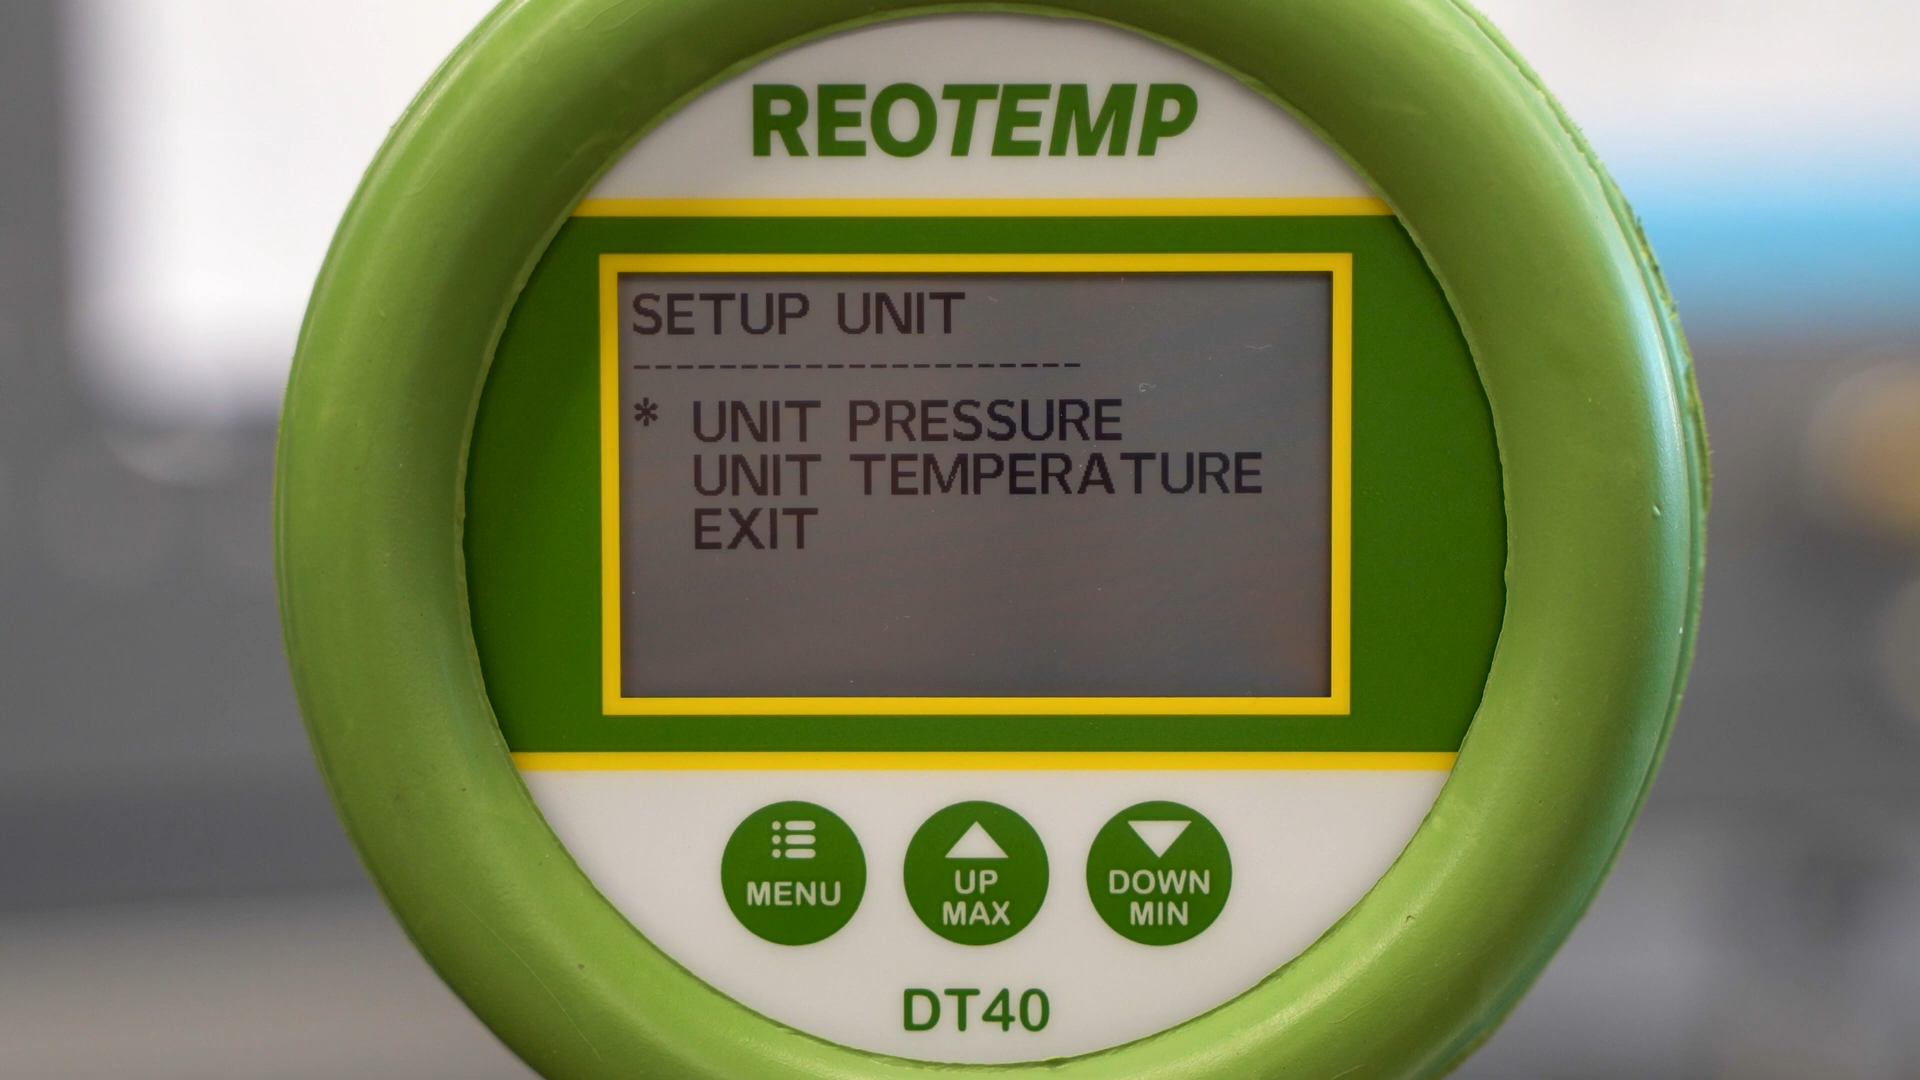 REOTEMP
SETUP UNIT
---------------------
* UNIT PRESSURE
UNIT TEMPERATURE
EXIT
MENU
UP
MAX
DOWN
MIN
DT40